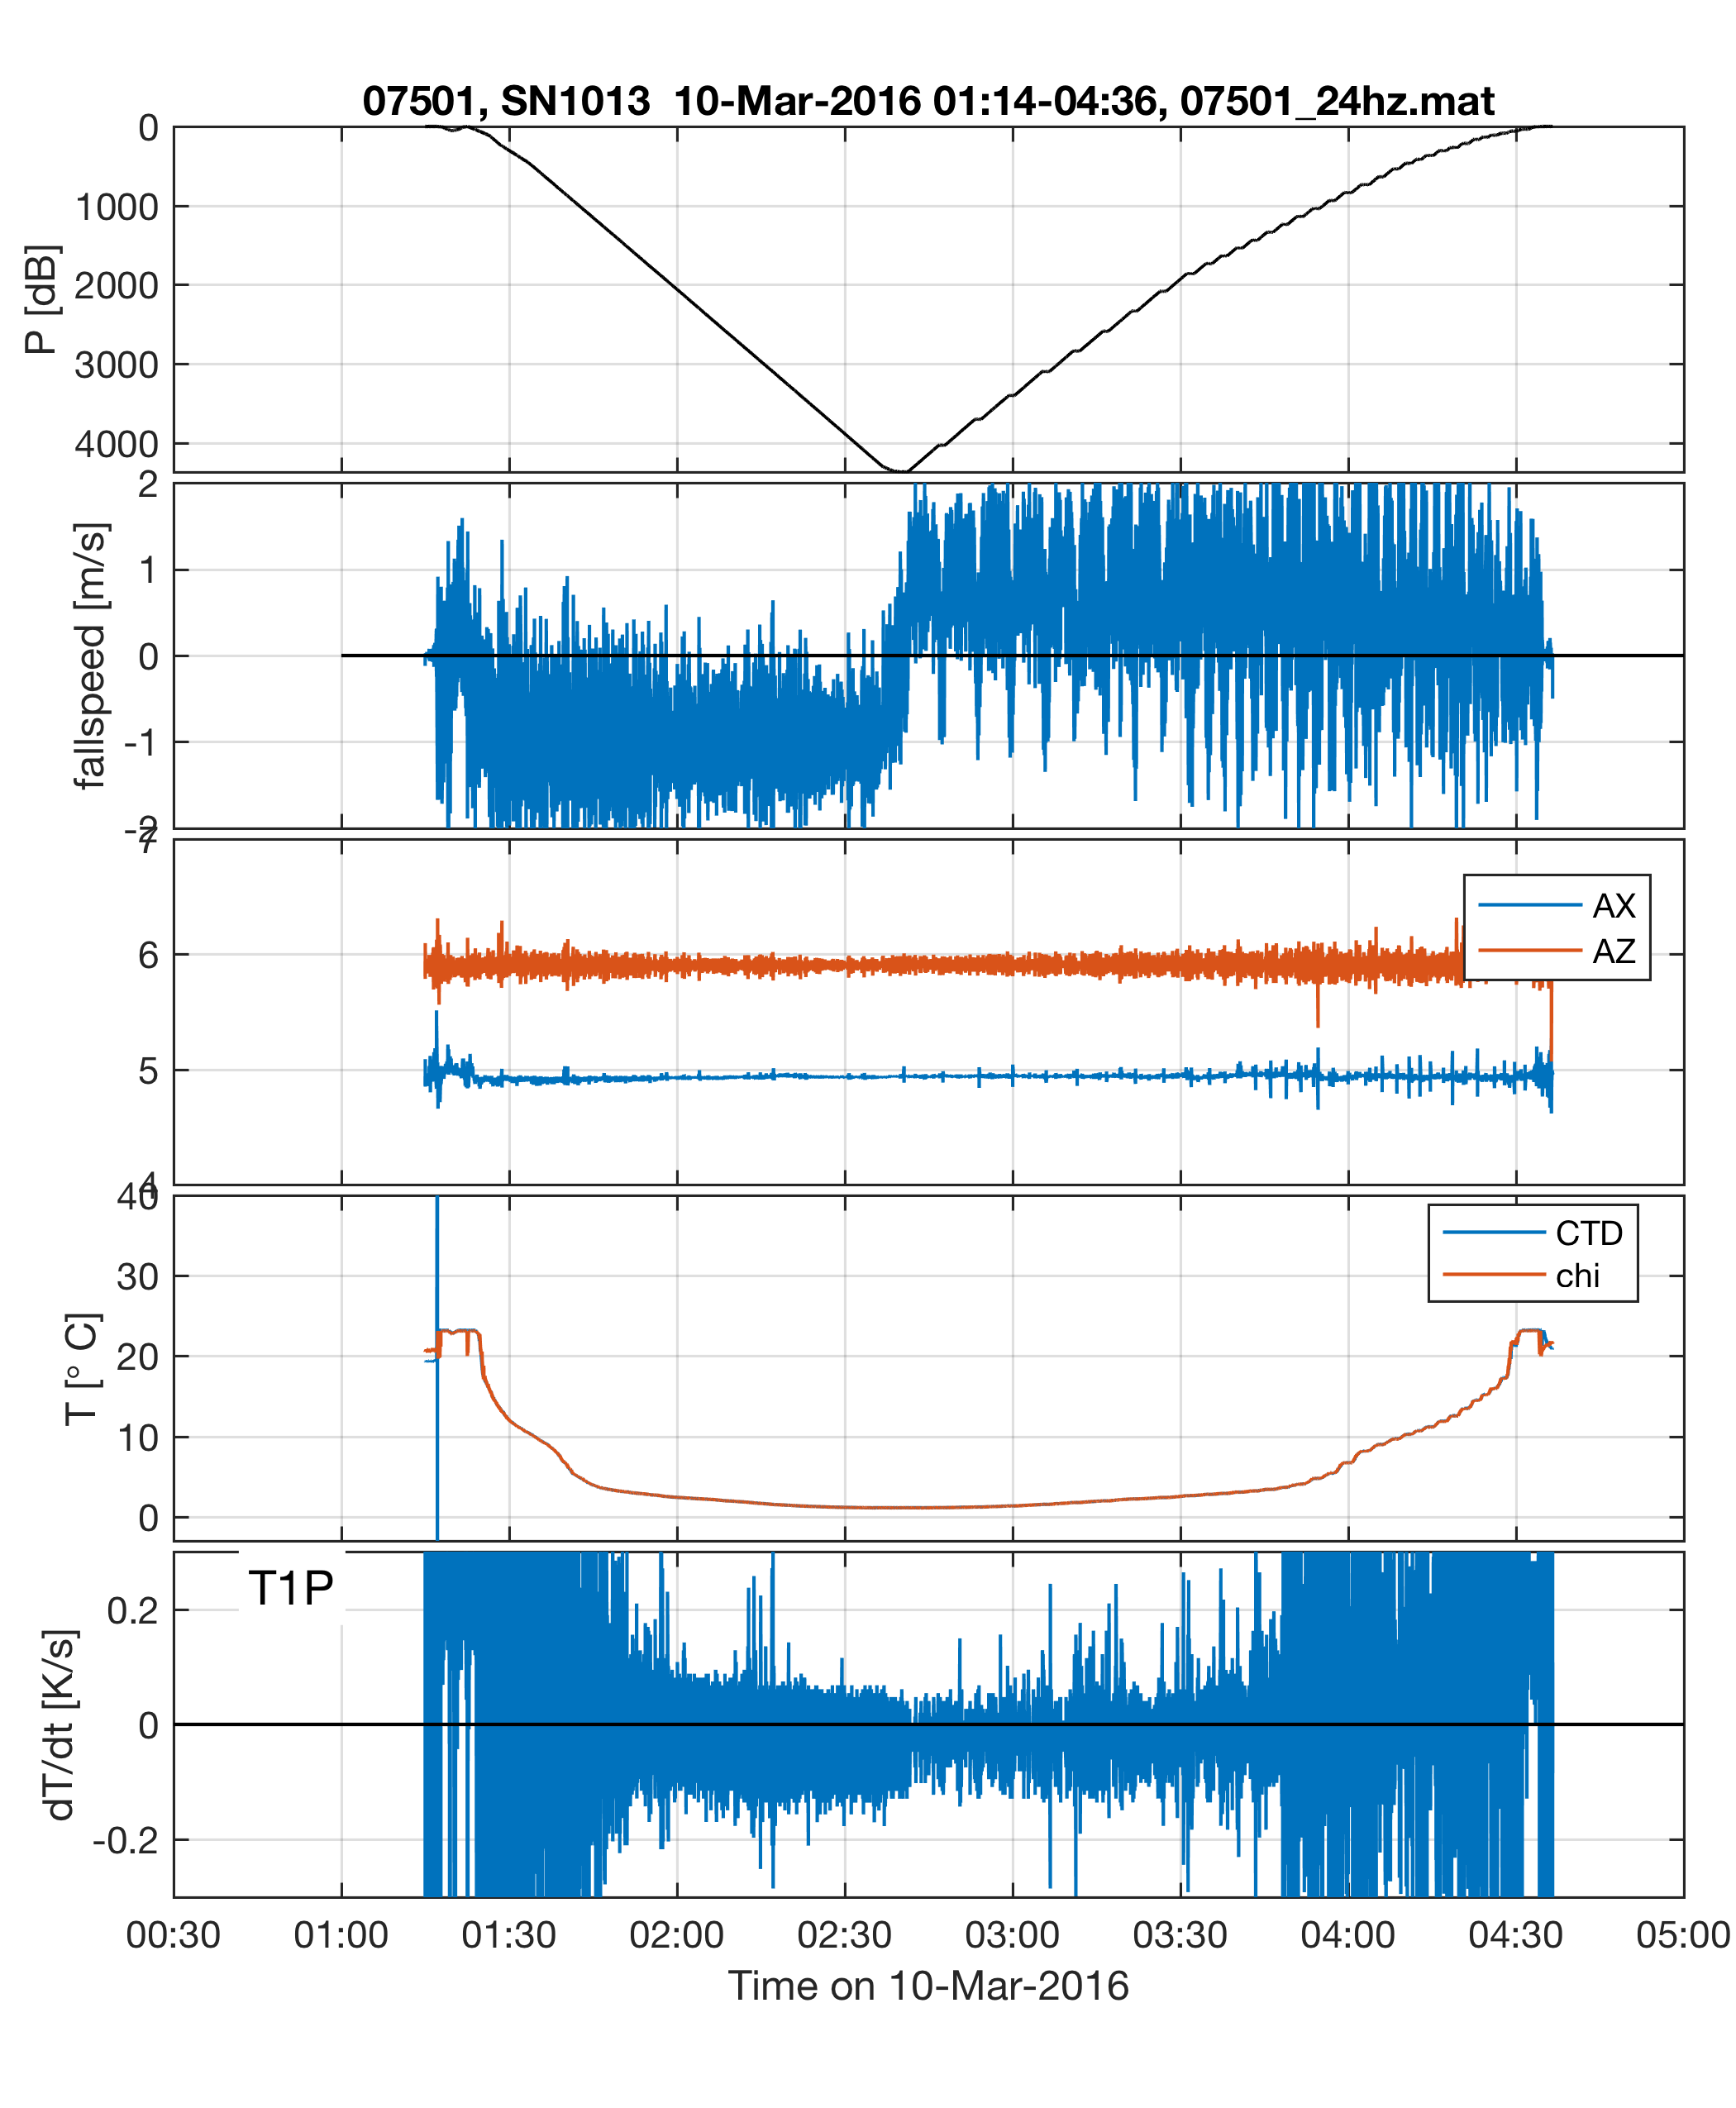 07501, SN1013  10-Mar-2016 01:14-04:36, 07501_24hz.mat
0
1000
2000
3000
4000
P [dB]
2
1
0
-1
-2
fallspeed [m/s]
7
6
5
4
AX
AZ
40
30
20
10
0
T [° C]
CTD
chi
T1P
0.2
0
-0.2
dT/dt [K/s]
00:30 01:00 01:30 02:00 02:30 03:00 03:30 04:00 04:30 05:00
Time on 10-Mar-2016